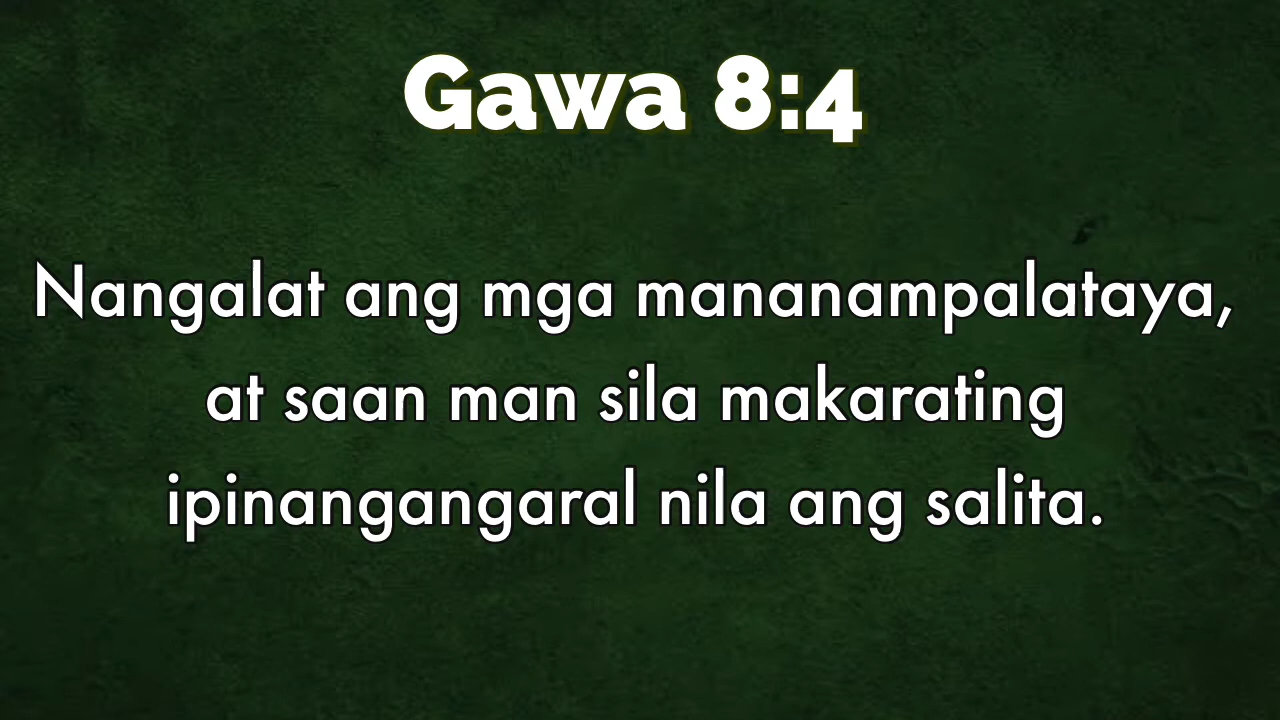 Gawa 8:4
Nangalat ang mga mananampalataya,
at saan man sila makarating
ipinangangaral nila ang salita.